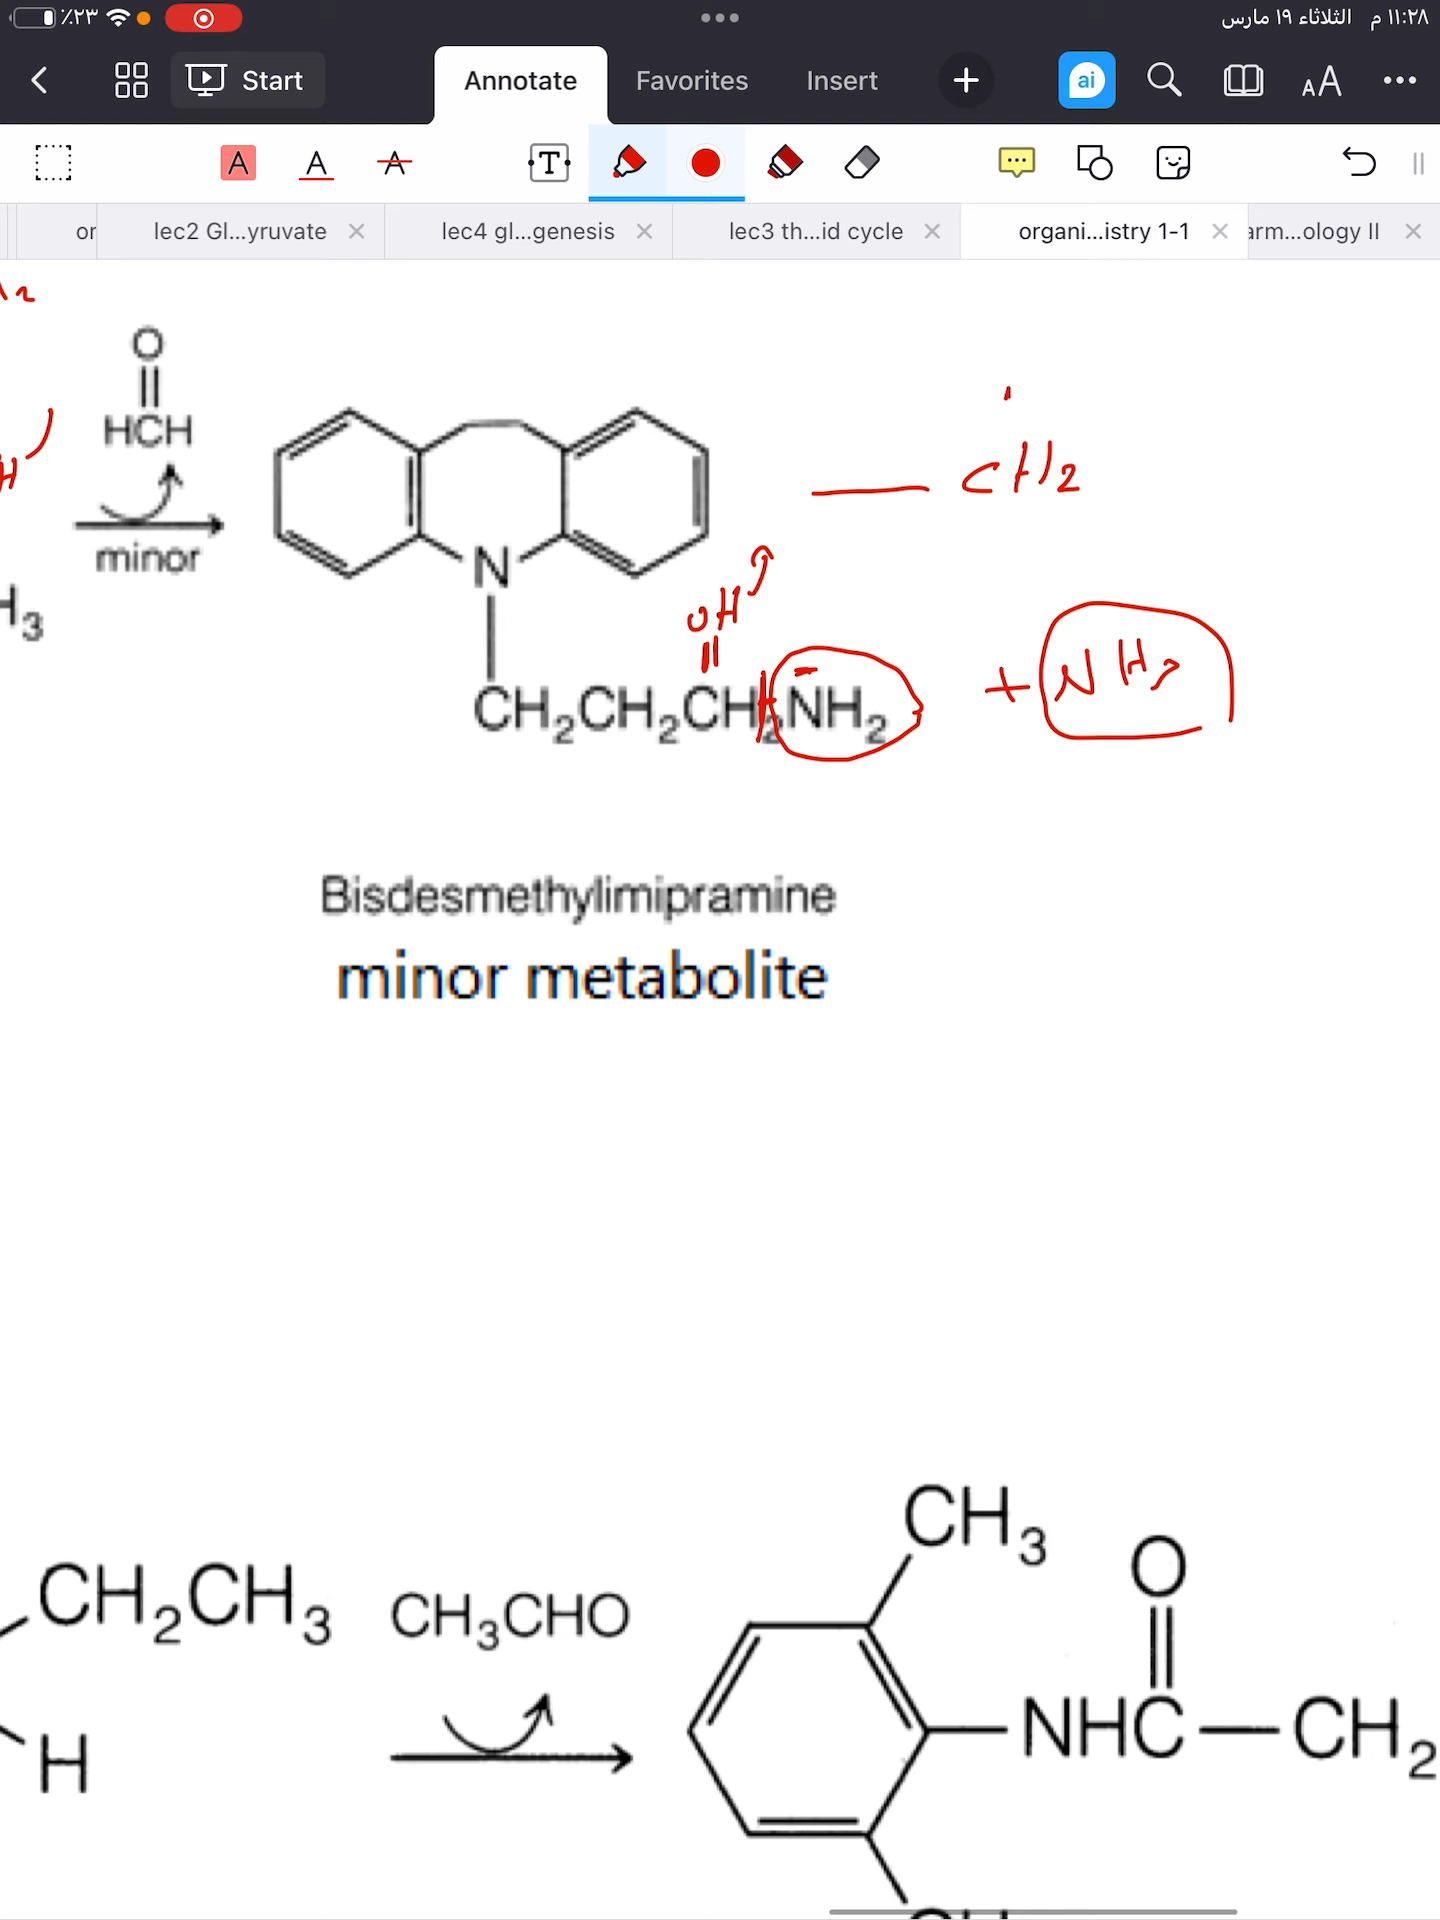 ٪٢٣
١١:٢٨ م الثلاثاء ١٩ مارس
Start
Annotate
Favorites
Insert
ai
AA
A
A
A
T
or
lec2 Gl...yruvate
lec4 gl...genesis
lec3 th...id cycle
organi...istry 1-1
arm...ology II
O
HCH
minor
H
H₃
N
CH₂
OH
CH₂CH₂CH₂NH₂
+ NH₃
Bisdesmethylimipramine
minor metabolite
CH₃
O
CH₂CH₃
CH₃CHO
NHC—CH₂
H